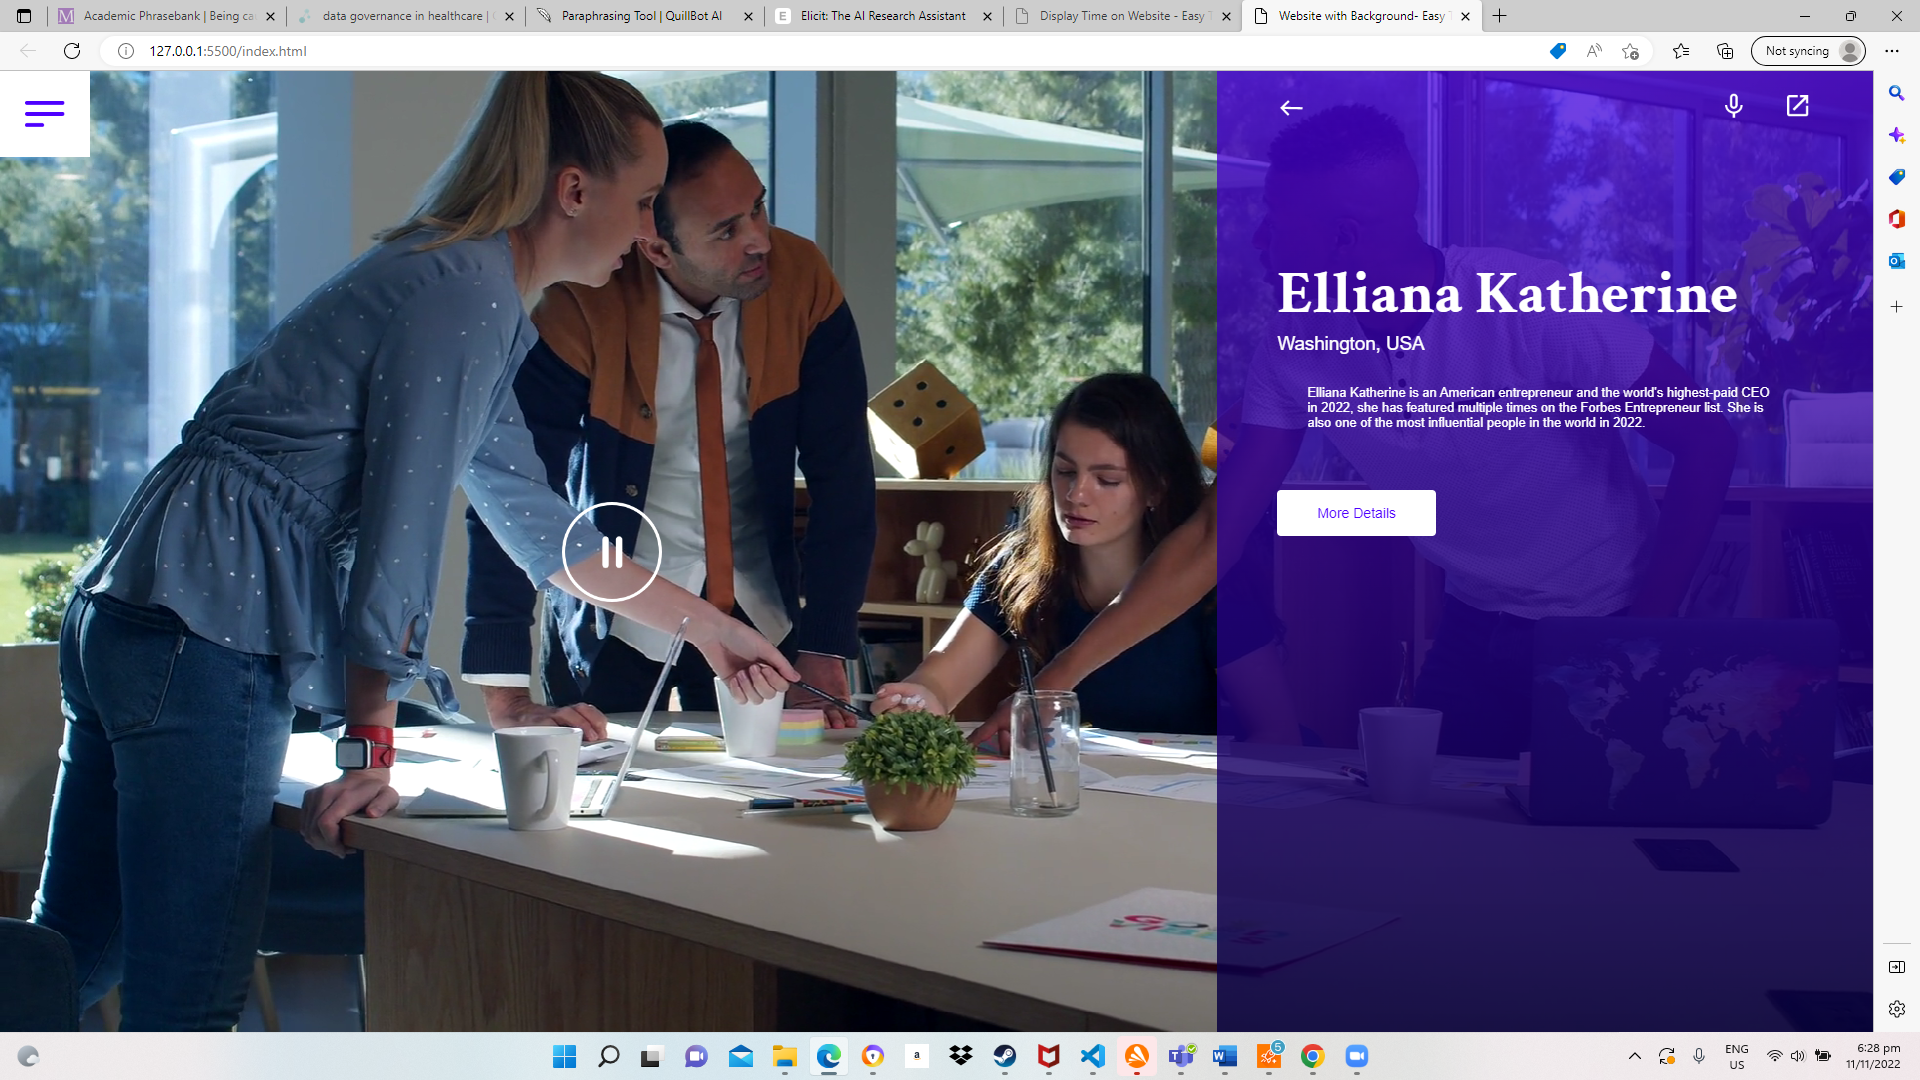 Academic Phrasebank | Being cau
data governance in healthcare |
Paraphrasing Tool | QuillBot AI
Elicit: The AI Research Assistant
Display Time on Website - Easy T
Website with Background- Easy T
127.0.0.1:5500/index.html
Not syncing
Elliana Katherine
Washington, USA
Elliana Katherine is an American entrepreneur and the world's highest-paid CEO
in 2022, she has featured multiple times on the Forbes Entrepreneur list. She is
also one of the most influential people in the world in 2022.
More Details
ENG
US
6:28 pm
11/11/2022